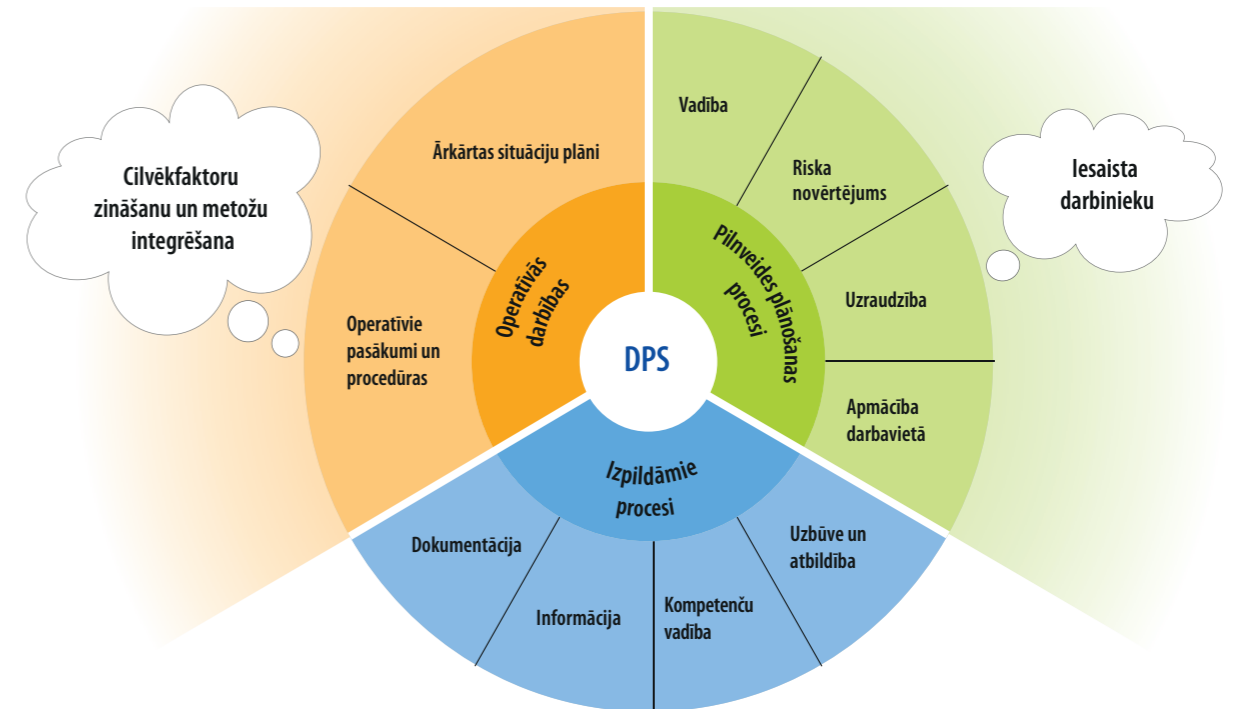 Cilvēkfaktoru
zināšanu un metožu
integrēšana
Ārkārtas situāciju plāni
Operatīvie
pasākumi un
procedūras
Operatīvās
darbības
DPS
Vadība
Riska
novērtējums
Uzraudzība
Apmācība
darbavietā
Pilnveides plānošanas
procesi
Iesaista
darbinieku
Izpildāmie
procesi
Dokumentācija
Informācija
Kompetenču
vadība
Uzbūve un
atbildība